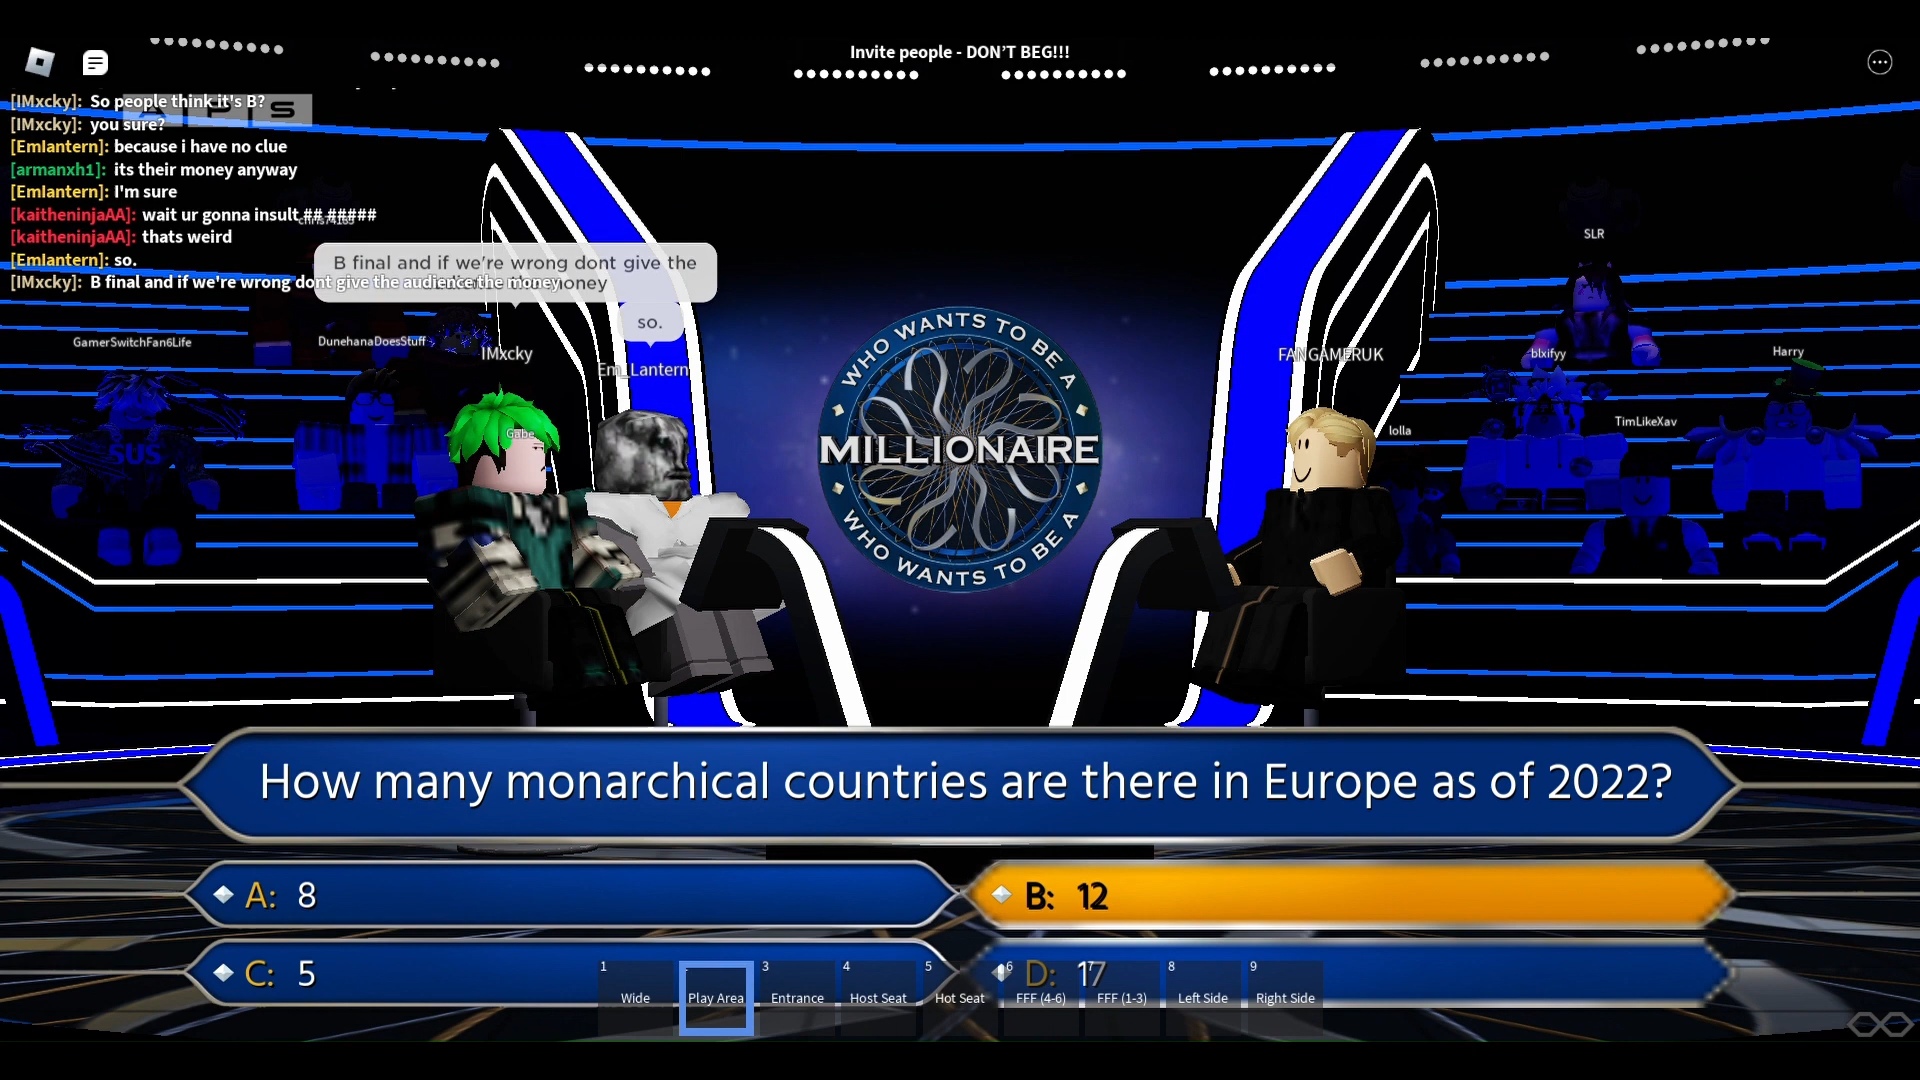 Invite people - DON'T BEG!!!
[IMxcky]: So people think it's B?
[IMxcky]: you sure?
[EmIantern]: because i have no clue
[armanxh1]: its their money anyway
[EmIantern]: I'm sure
[kaitheninjaAA]: wait ur gonna insult ## #####
[kaitheninjaAA]: thats weird
[EmIantern]: so.
[IMxcky]: B final and if we're wrong dont give the audience the money
B final and if we're wrong dont give the
money
so.
SLR
GamerSwitchFan6Life
DunehanaDoesStuff
IMxcky
Em_Lantern
FANGAMERUK
blxifyy
Harry
TimLikeXav
lolla
Gabe
SUS
WHO WANTS TO BE A
MILLIONAIRE
WHO WANTS TO BE A
How many monarchical countries are there in Europe as of 2022?
A: 8
B: 12
C: 5
D: 17
1 Wide
Play Area
3 Entrance
4 Host Seat
5 Hot Seat
6 FFF (4-6)
7 FFF (1-3)
8 Left Side
9 Right Side